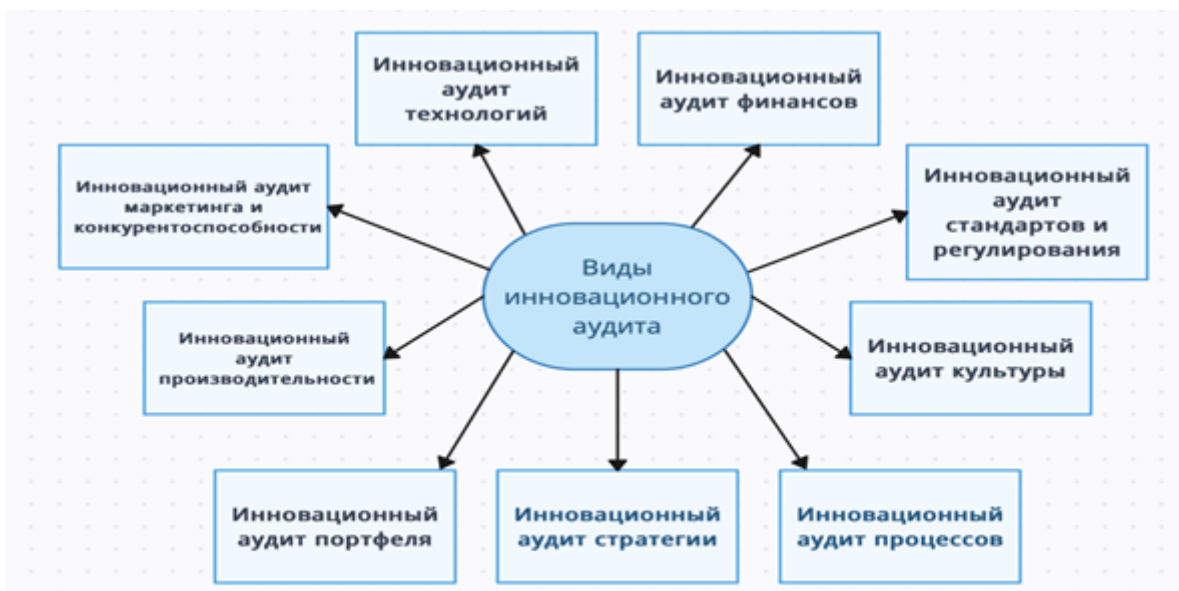 Инновационный
аудит
технологий
Инновационный
аудит финансов
Инновационный аудит
маркетинга и
конкурентоспособности
Инновационный
аудит
стандартов и
регулирования
Виды
инновационного
аудита
Инновационный
аудит
производительности
Инновационный
аудит культуры
Инновационный
аудит портфеля
Инновационный
аудит стратегии
Инновационный
аудит процессов